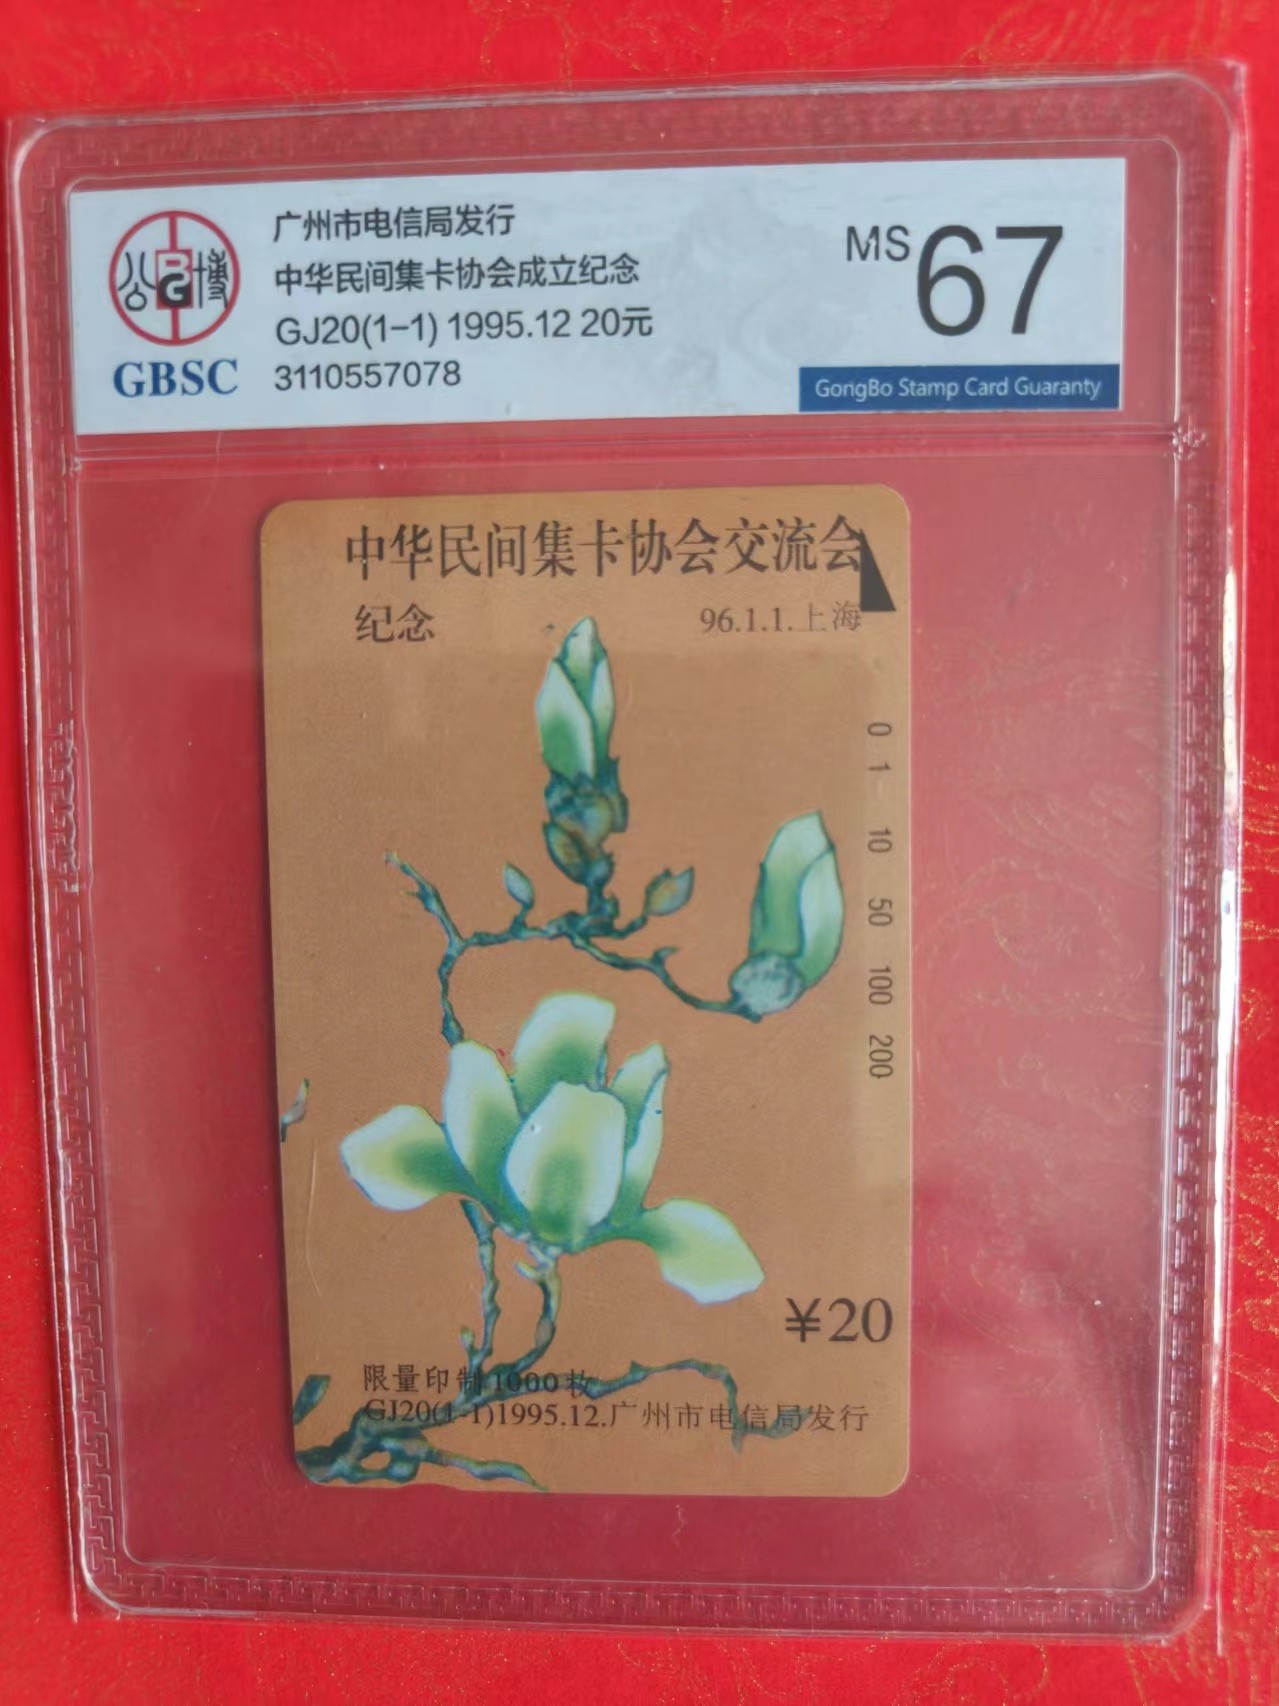 广州市电信局发行
中华民间集卡协会成立纪念
GJ20(1-1) 1995.12 20元
3110557078
公博
BG
GBSC
MS 67
GongBo Stamp Card Guaranty
中华民间集卡协会交流会
纪念
96.1.1.上海
0 1 10 50 100 200
¥20
限量印制1000枚
GJ20(1-1)1995.12.广州市电信局发行